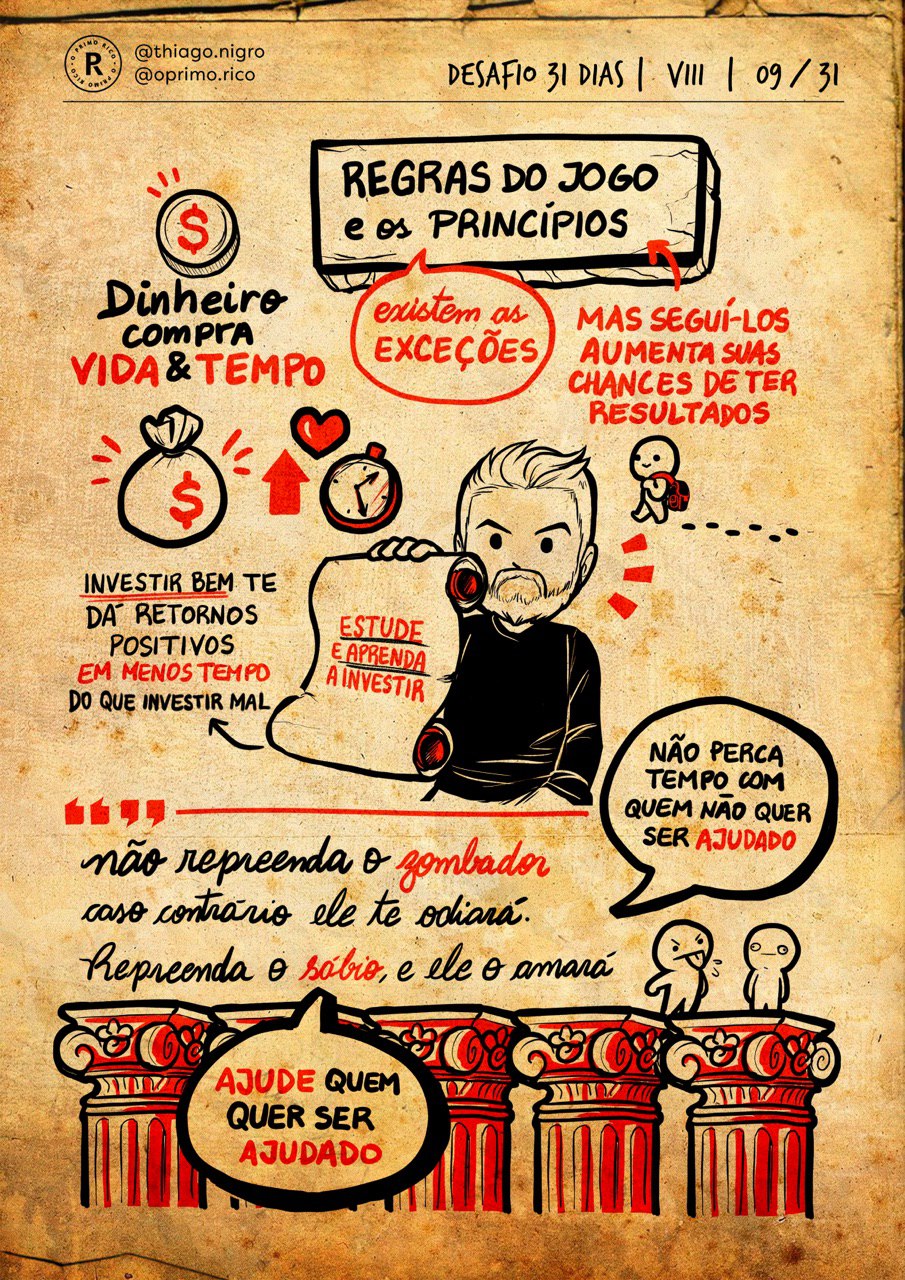 R
O PRIMO RICO
@thiago.nigro
@oprimo.rico
DESAFIO 31 DIAS | VIII | 09 / 31
REGRAS DO JOGO
e os PRINCÍPIOS
existem as
EXCEÇÕES
MAS SEGUÍ-LOS
AUMENTA SUAS
CHANCES DE TER
RESULTADOS
$
Dinheiro
COMPRA
VIDA & TEMPO
$
INVESTIR BEM TE
DÁ RETORNOS
POSITIVOS
EM MENOS TEMPO
DO QUE INVESTIR MAL
ESTUDE
E APRENDA
A INVESTIR
NÃO PERCA
TEMPO COM
QUEM NÃO QUER
SER AJUDADO
não repreenda o zombador
caso contrário ele te odiará.
Repreenda o sábio, e ele o amará
AJUDE QUEM
QUER SER
AJUDADO